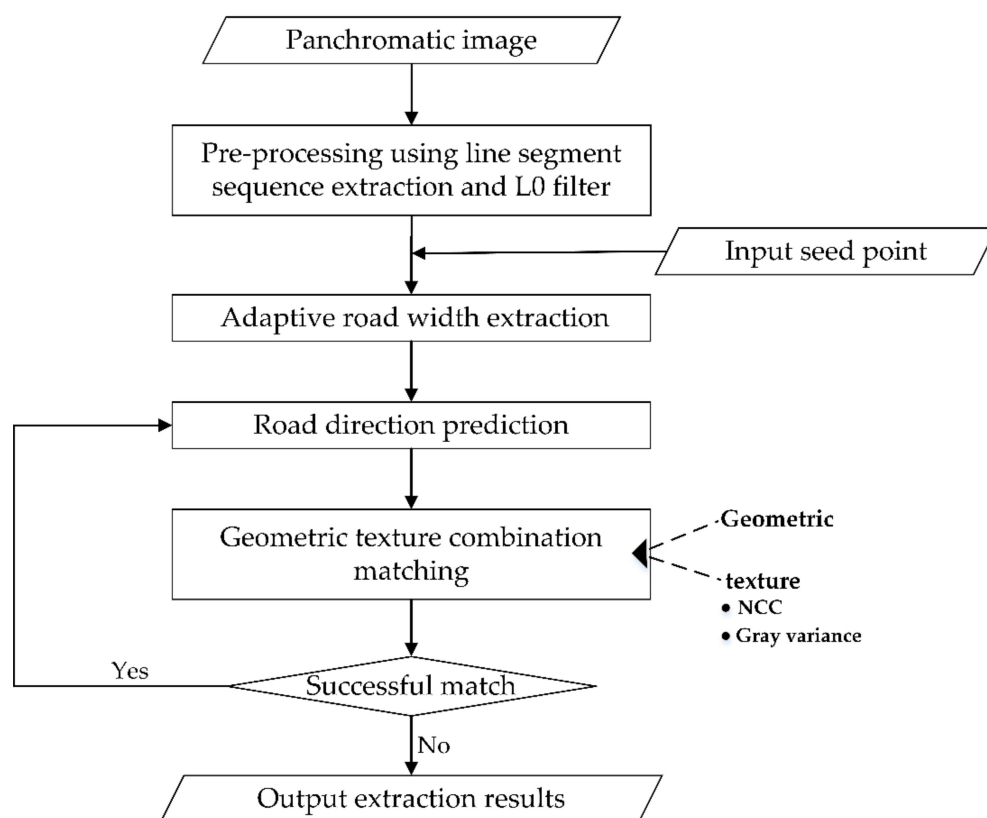 Panchromatic image
Pre-processing using line segment
sequence extraction and L0 filter
Input seed point
Adaptive road width extraction
Road direction prediction
Geometric texture combination
matching
Geometric
texture
• NCC
• Gray variance
Yes
Successful match
No
Output extraction results